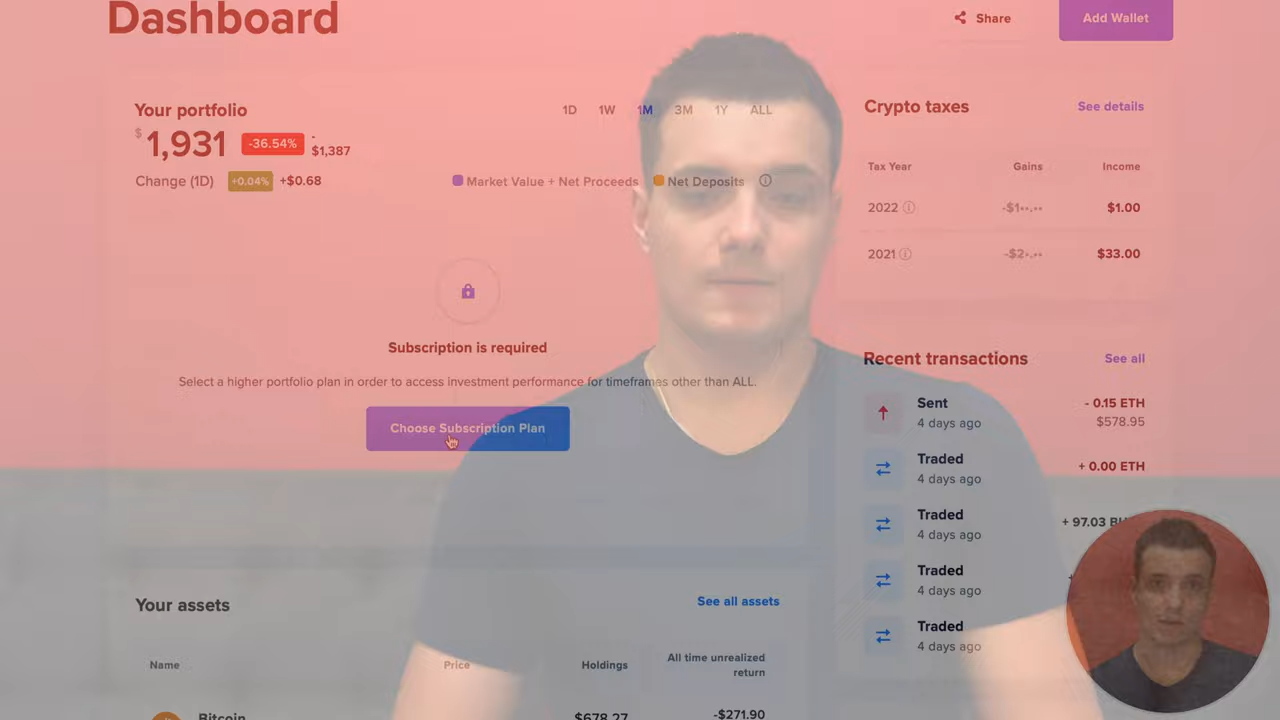 Dashboard
Share
Add Wallet
Your portfolio
1D 1W 1M 3M 1Y ALL
$1,931 -36.54% -$1,387
Change (1D) +0.04% +$0.68
Market Value + Net Proceeds Net Deposits
Subscription is required
Select a higher portfolio plan in order to access investment performance for timeframes other than ALL.
Choose Subscription Plan
Crypto taxes See details
Tax Year Gains Income
2022 -$1••.•• $1.00
2021 -$2•.•• $33.00
Recent transactions See all
Sent - 0.15 ETH
4 days ago $578.95
Traded + 0.00 ETH
4 days ago
Traded + 97.03
4 days ago
Traded +
4 days ago
Traded
4 days ago
Your assets See all assets
Name Price Holdings All time unrealized
return
Bitcoin $678.27 -$271.90